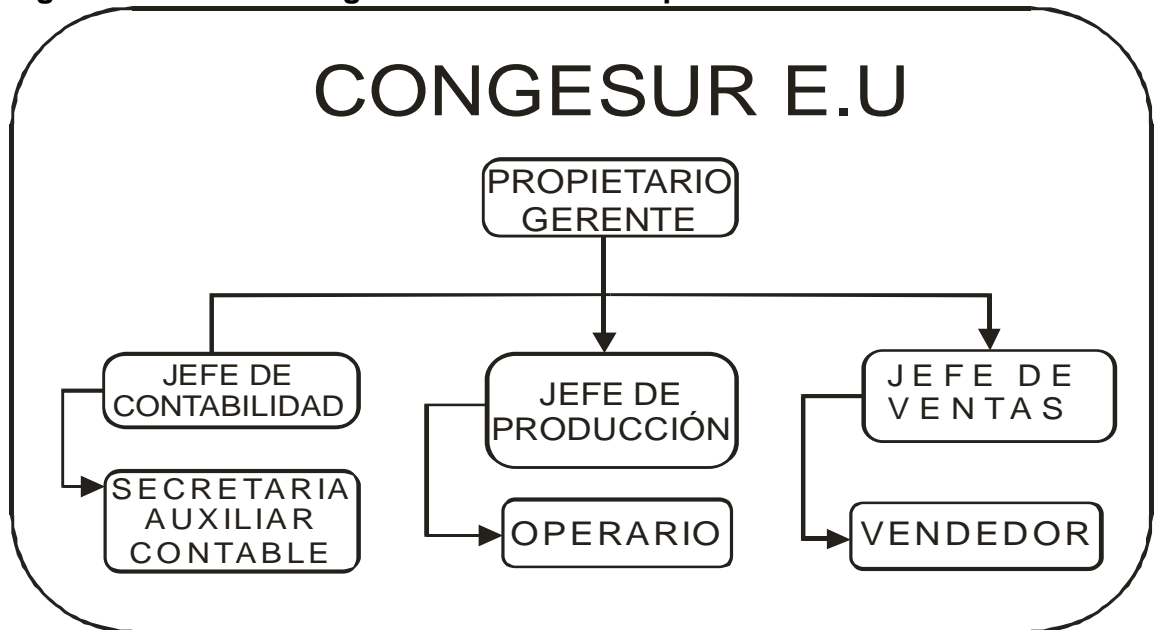 CONGESUR E.U
PROPIETARIO
GERENTE
JEFE DE
CONTABILIDAD
JEFE DE
PRODUCCIÓN
JEFE DE
VENTAS
SECRETARIA
AUXILIAR
CONTABLE
OPERARIO
VENDEDOR